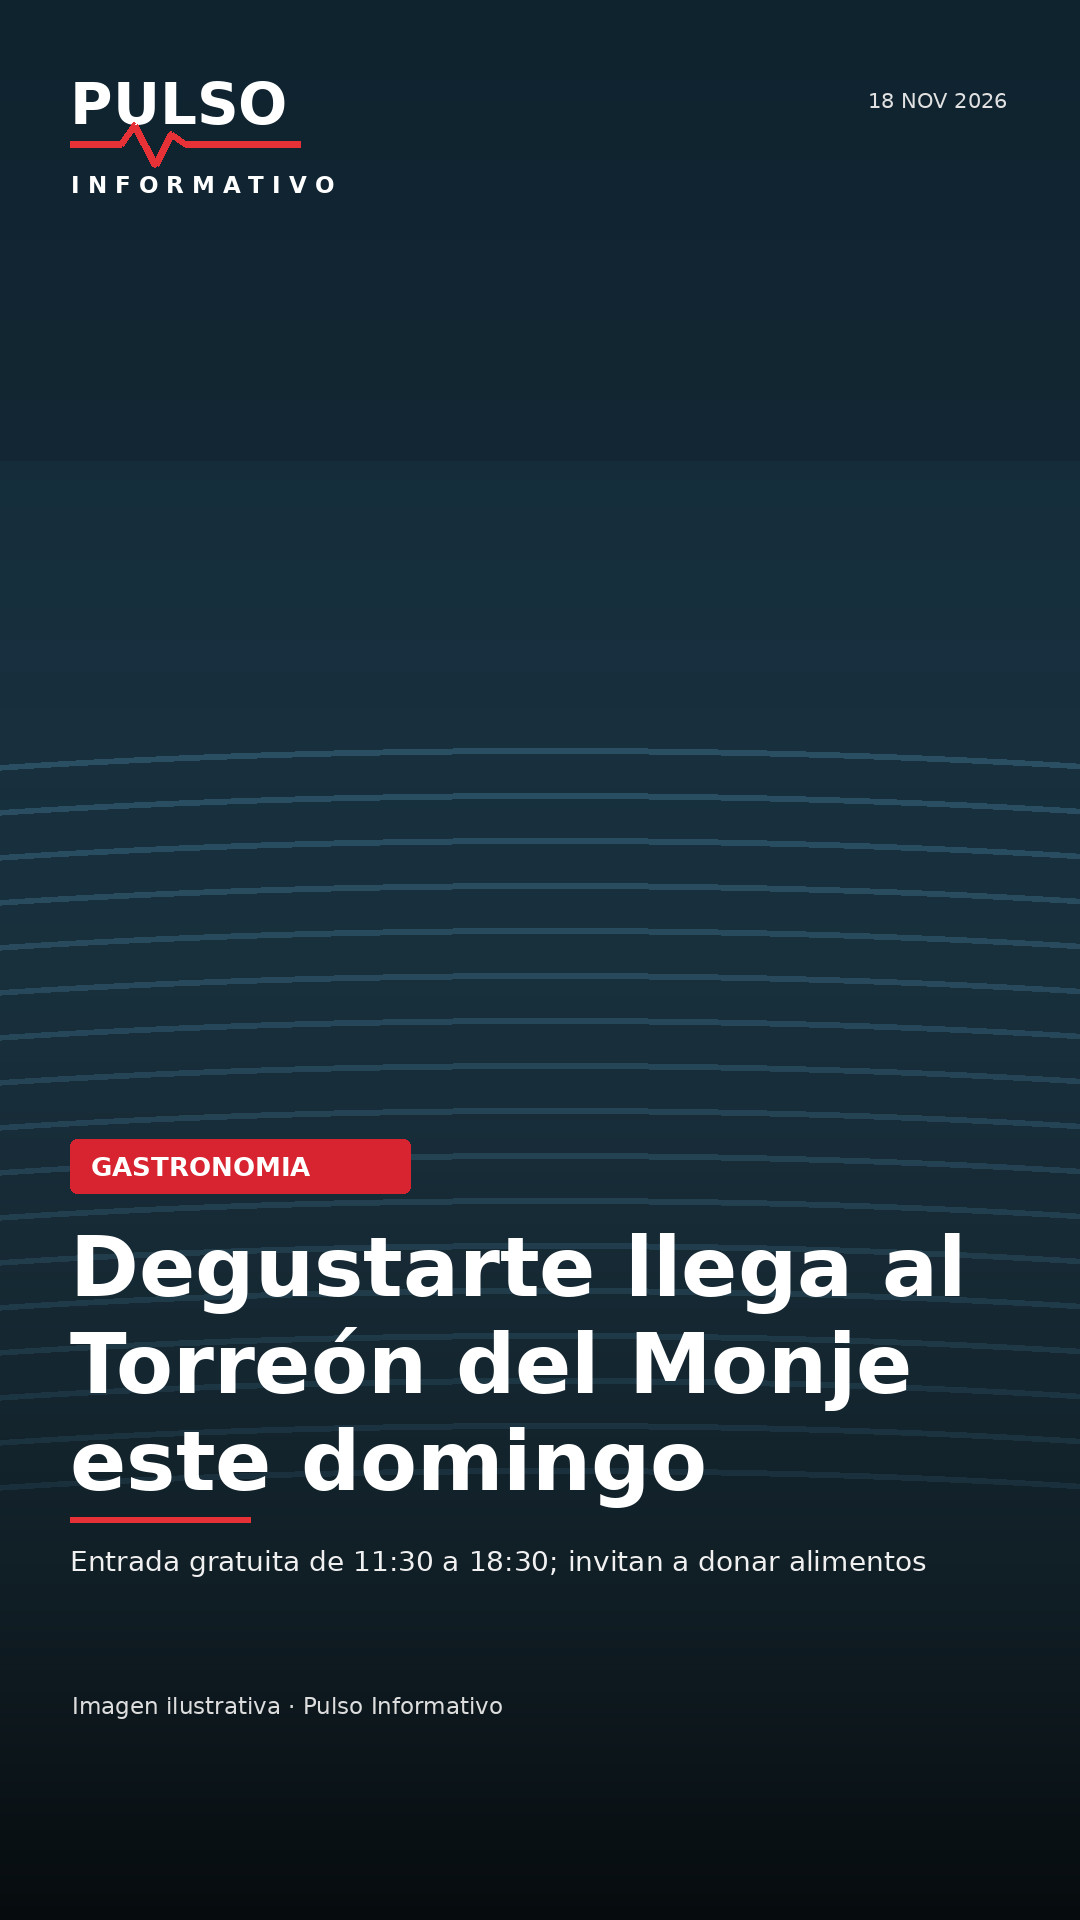 PULSO
INFORMATIVO
18 NOV 2026
GASTRONOMIA
Degustarte llega al
Torreón del Monje
este domingo
Entrada gratuita de 11:30 a 18:30; invitan a donar alimentos
Imagen ilustrativa · Pulso Informativo